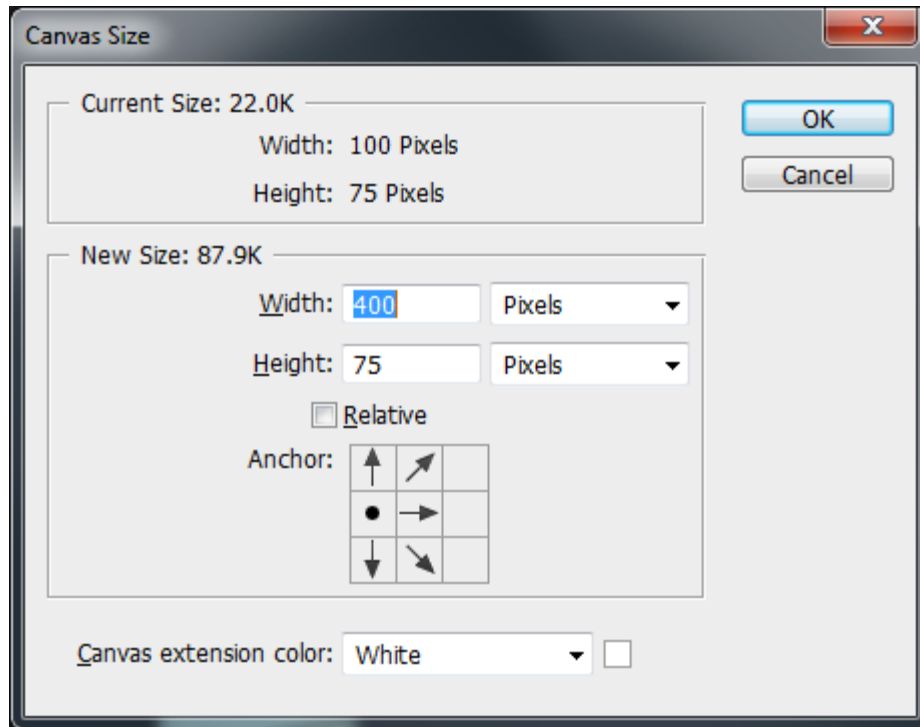 Canvas Size
Current Size: 22.0K
Width: 100 Pixels
Height: 75 Pixels
OK
Cancel
New Size: 87.9K
Width: 400 Pixels
Height: 75 Pixels
Relative
Anchor:
Canvas extension color: White